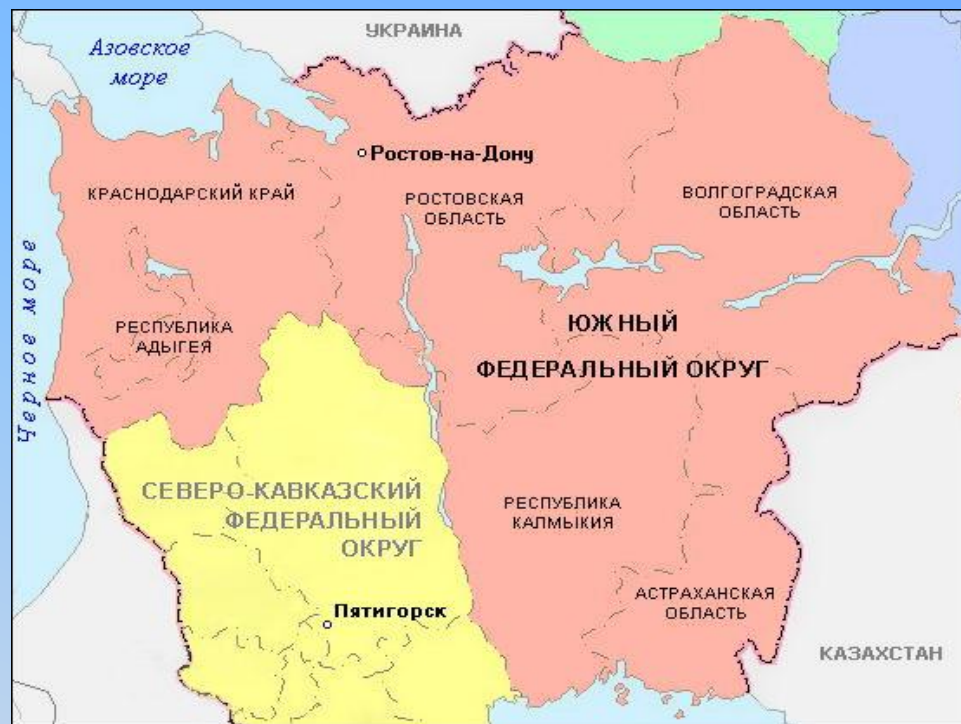 УКРАИНА
Азовское
море
Ростов-на-Дону
КРАСНОДАРСКИЙ КРАЙ
РОСТОВСКАЯ
ОБЛАСТЬ
ВОЛГОГРАДСКАЯ
ОБЛАСТЬ
Черное море
РЕСПУБЛИКА
АДЫГЕЯ
ЮЖНЫЙ
ФЕДЕРАЛЬНЫЙ ОКРУГ
СЕВЕРО-КАВКАЗСКИЙ
ФЕДЕРАЛЬНЫЙ
ОКРУГ
РЕСПУБЛИКА
КАЛМЫКИЯ
АСТРАХАНСКАЯ
ОБЛАСТЬ
Пятигорск
КАЗАХСТАН